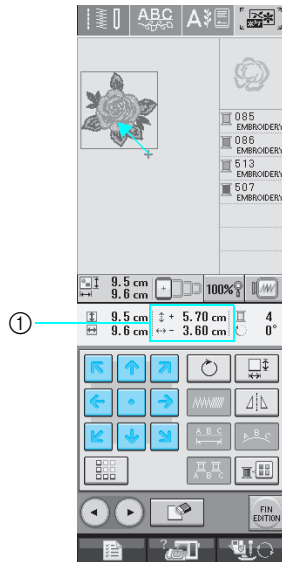 ABC A
085
EMBROIDERY
086
EMBROIDERY
513
EMBROIDERY
507
EMBROIDERY
9.5 cm
9.6 cm
100%
1
9.5 cm + 5.70 cm 4
9.6 cm - 3.60 cm 0°
A B C
A B C
A B C
FIN
EDITION
?